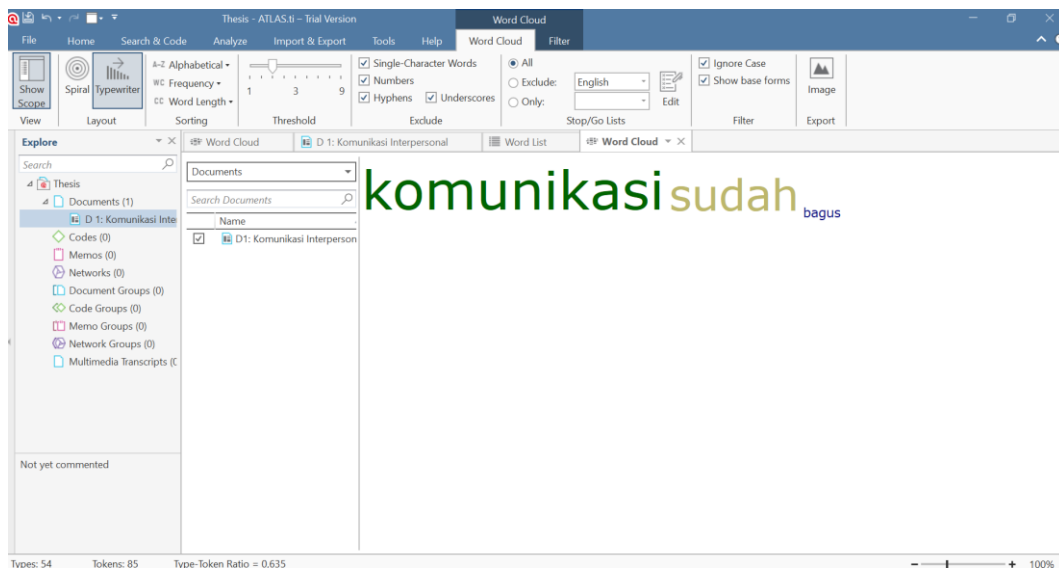 Thesis - ATLAS.ti – Trial Version
Word Cloud
File Home Search & Code Analyze Import & Export Tools Help Word Cloud Filter
Show Scope
Spiral Typewriter
A-Z Alphabetical
WC Frequency
CC Word Length
1 3 9
Single-Character Words
Numbers
Hyphens Underscores
All
Exclude: English
Only:
Edit
Ignore Case
Show base forms
Image
View Layout Sorting Threshold Exclude Stop/Go Lists Filter Export
Explore
Word Cloud D 1: Komunikasi Interpersonal Word List Word Cloud
Search
Thesis
Documents (1)
D 1: Komunikasi Inte
Codes (0)
Memos (0)
Networks (0)
Document Groups (0)
Code Groups (0)
Memo Groups (0)
Network Groups (0)
Multimedia Transcripts (
Documents
Search Documents
Name
D1: Komunikasi Interperson
komunikasi sudah bagus
Not yet commented
Types: 54 Tokens: 85 Type-Token Ratio = 0,635
100%